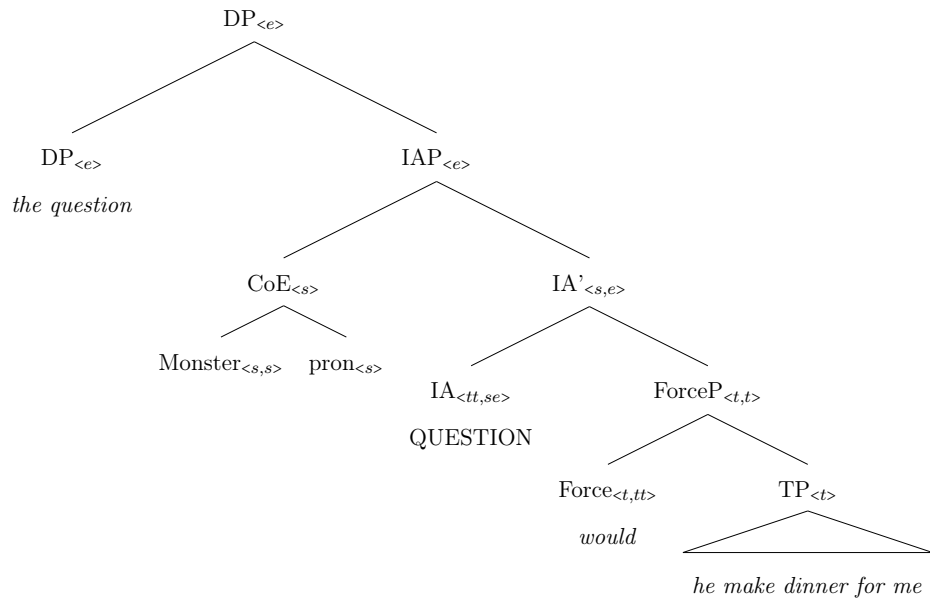 DP<e>
DP<e> IAP<e>
the question
CoE<s> IA'<s,e>
Monster<s,s> pron<s> IA<tt,se> ForceP<t,t>
QUESTION
Force<t,tt> TP<t>
would
he make dinner for me